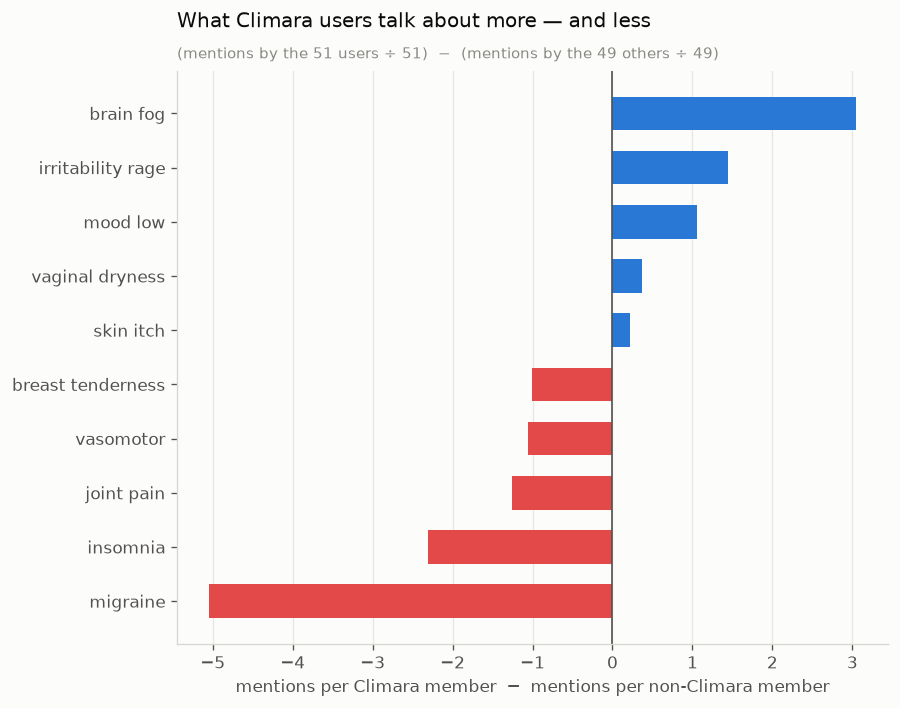 What Climara users talk about more — and less
(mentions by the 51 users ÷ 51)  −  (mentions by the 49 others ÷ 49)
brain fog
irritability rage
mood low
vaginal dryness
skin itch
breast tenderness
vasomotor
joint pain
insomnia
migraine
−5 −4 −3 −2 −1 0 1 2 3
mentions per Climara member  −  mentions per non-Climara member